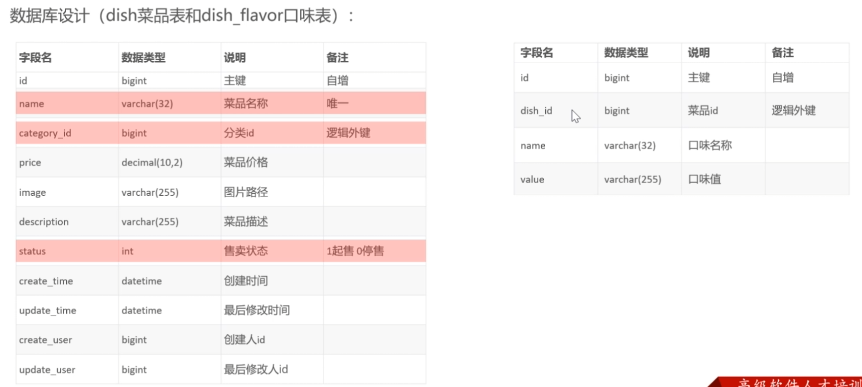 数据库设计（dish菜品表和dish_flavor口味表）：
字段名 数据类型 说明 备注
id bigint 主键 自增
name varchar(32) 菜品名称 唯一
category_id bigint 分类id 逻辑外键
price decimal(10,2) 菜品价格
image varchar(255) 图片路径
description varchar(255) 菜品描述
status int 售卖状态 1起售 0停售
create_time datetime 创建时间
update_time datetime 最后修改时间
create_user bigint 创建人id
update_user bigint 最后修改人id
字段名 数据类型 说明 备注
id bigint 主键 自增
dish_id bigint 菜品id 逻辑外键
name varchar(32) 口味名称
value varchar(255) 口味值
高级软件人才培训